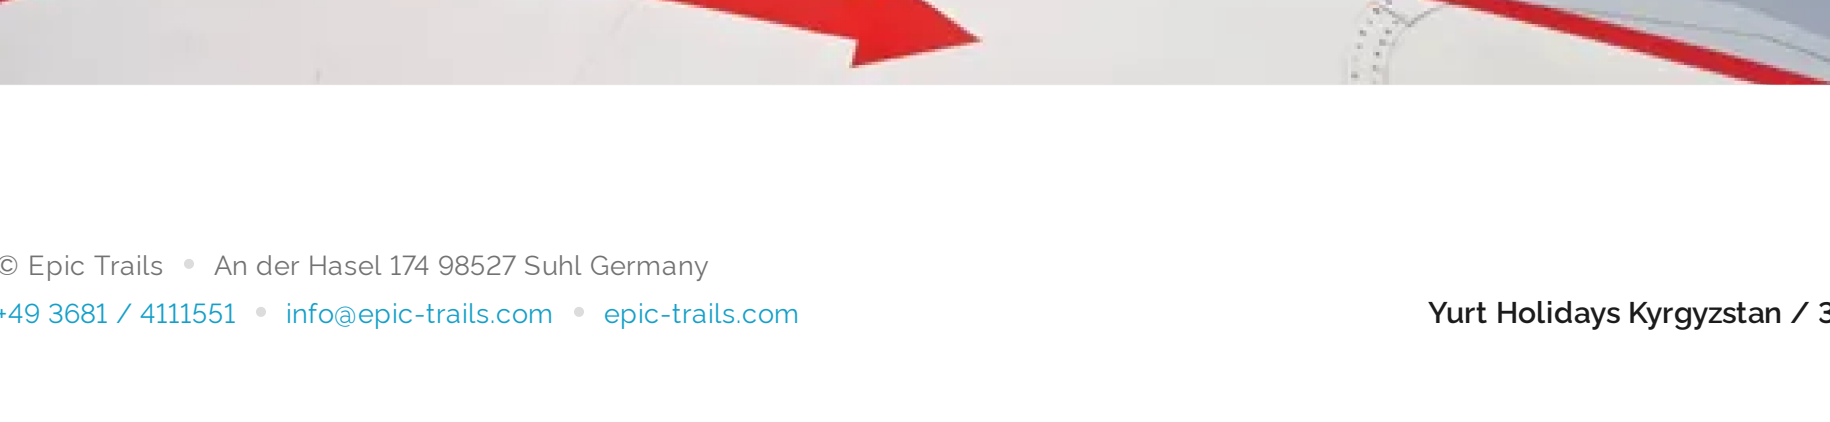 © Epic Trails • An der Hasel 174 98527 Suhl Germany
+49 3681 / 4111551 • info@epic-trails.com • epic-trails.com
Yurt Holidays Kyrgyzstan / 3